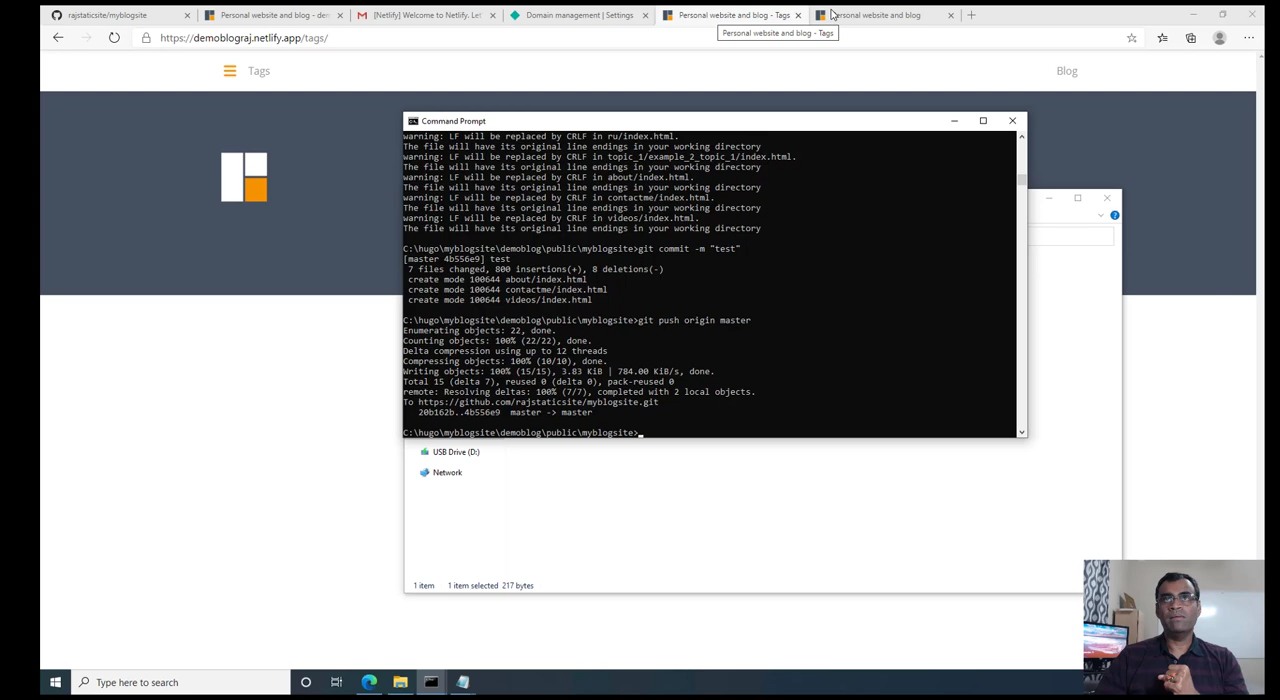 rajstaticsite/myblogsite
Personal website and blog - dem
[Netlify] Welcome to Netlify. Let
Domain management | Settings
Personal website and blog - Tags
Personal website and blog
https://demoblograj.netlify.app/tags/
Personal website and blog - Tags
Tags
Blog
Command Prompt
warning: LF will be replaced by CRLF in ru/index.html.
The file will have its original line endings in your working directory
warning: LF will be replaced by CRLF in topic_1/example_2_topic_1/index.html.
The file will have its original line endings in your working directory
warning: LF will be replaced by CRLF in about/index.html.
The file will have its original line endings in your working directory
warning: LF will be replaced by CRLF in contactme/index.html.
The file will have its original line endings in your working directory
warning: LF will be replaced by CRLF in videos/index.html.
The file will have its original line endings in your working directory
C:\hugo\myblogsite\demoblog\public\myblogsite>git commit -m "test"
[master 4b556e9] test
7 files changed, 800 insertions(+), 8 deletions(-)
create mode 100644 about/index.html
create mode 100644 contactme/index.html
create mode 100644 videos/index.html
C:\hugo\myblogsite\demoblog\public\myblogsite>git push origin master
Enumerating objects: 22, done.
Counting objects: 100% (22/22), done.
Delta compression using up to 12 threads
Compressing objects: 100% (10/10), done.
Writing objects: 100% (15/15), 3.83 KiB | 784.00 KiB/s, done.
Total 15 (delta 7), reused 0 (delta 0), pack-reused 0
remote: Resolving deltas: 100% (7/7), completed with 2 local objects.
To https://github.com/rajstaticsite/myblogsite.git
20b162b..4b556e9  master -> master
C:\hugo\myblogsite\demoblog\public\myblogsite>
USB Drive (D:)
Network
1 item
1 item selected 217 bytes
Type here to search